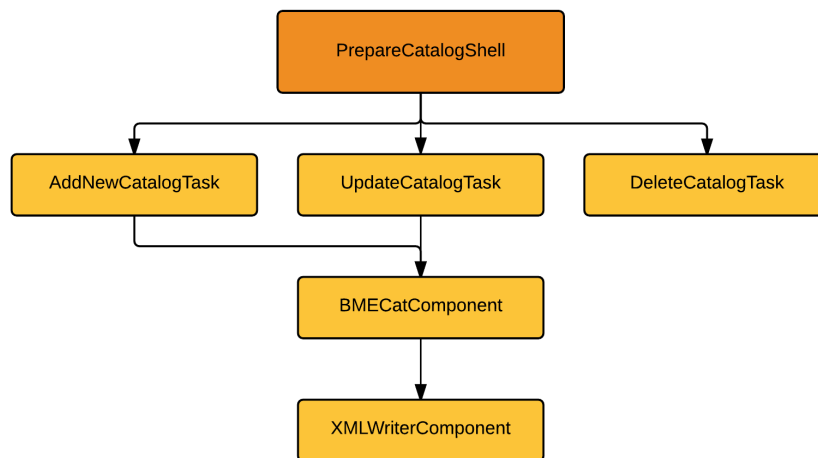 PrepareCatalogShell
AddNewCatalogTask
UpdateCatalogTask
DeleteCatalogTask
BMECatComponent
XMLWriterComponent